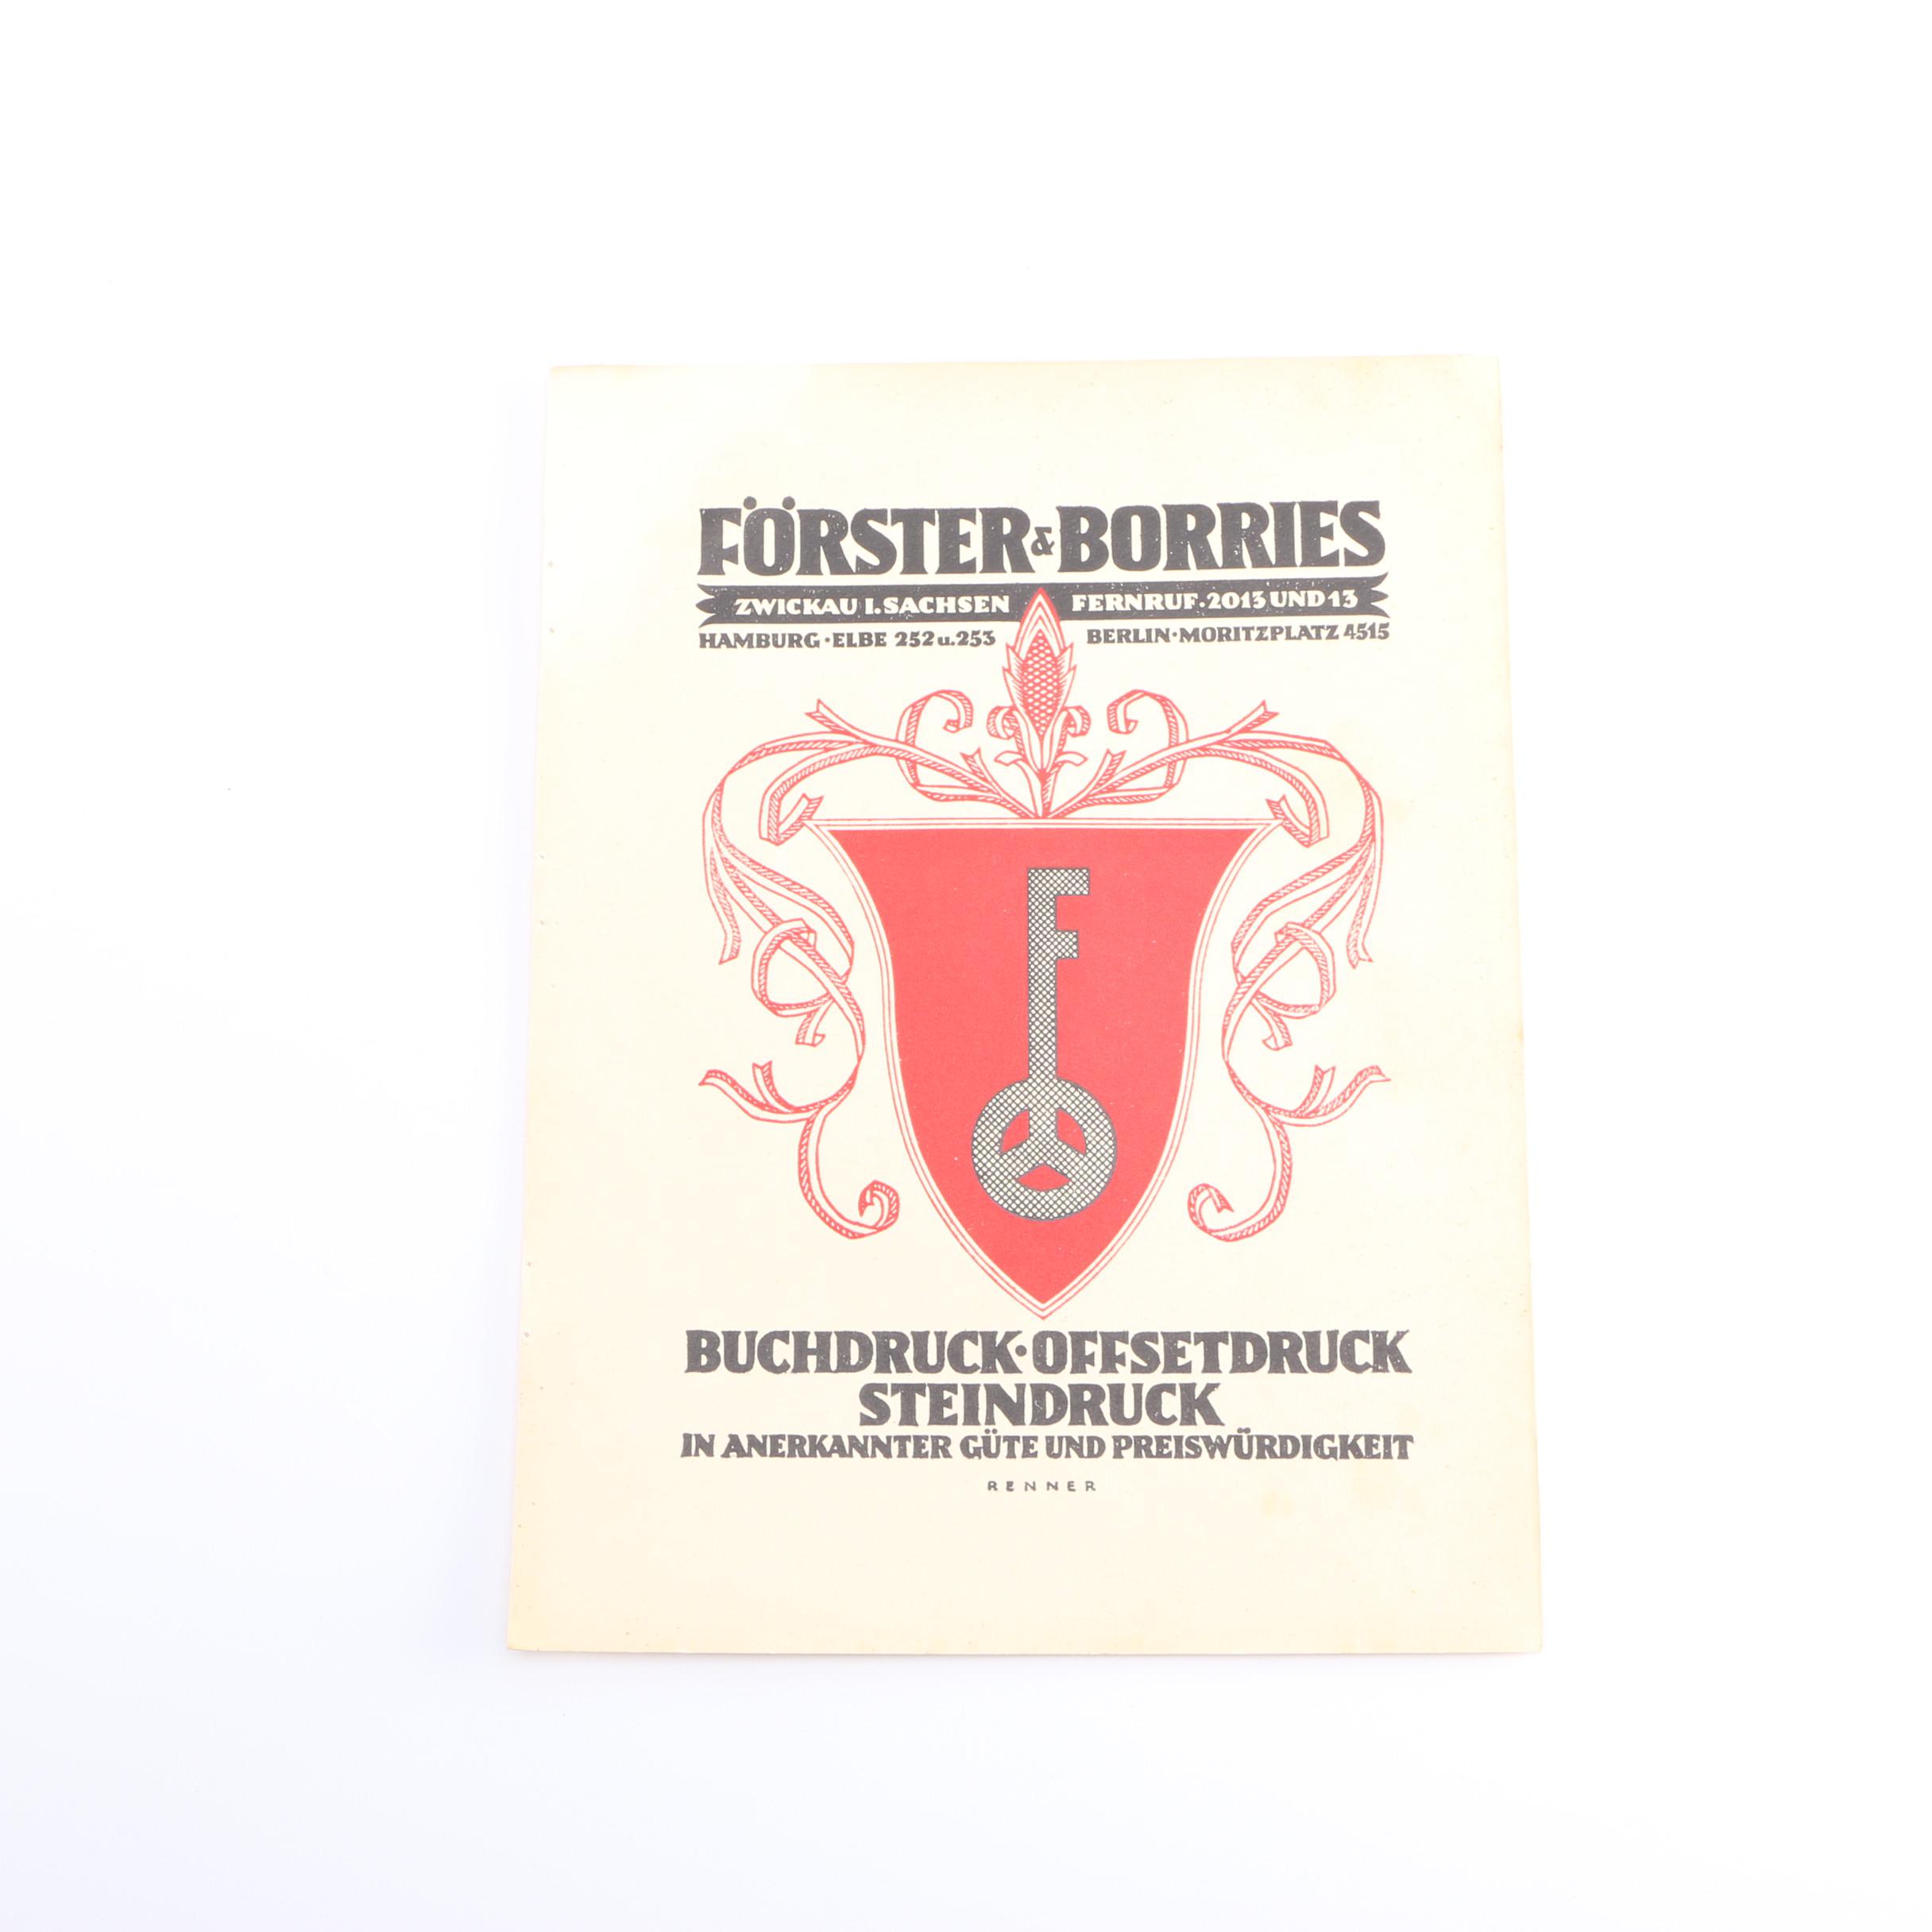 FÖRSTER & BORRIES
ZWICKAU I. SACHSEN FERNRUF·2013 UND 13
HAMBURG·ELBE 252 u. 253 BERLIN·MORITZPLATZ 4515
F
BUCHDRUCK·OFFSETDRUCK
STEINDRUCK
IN ANERKANNTER GÜTE UND PREISWÜRDIGKEIT
RENNER